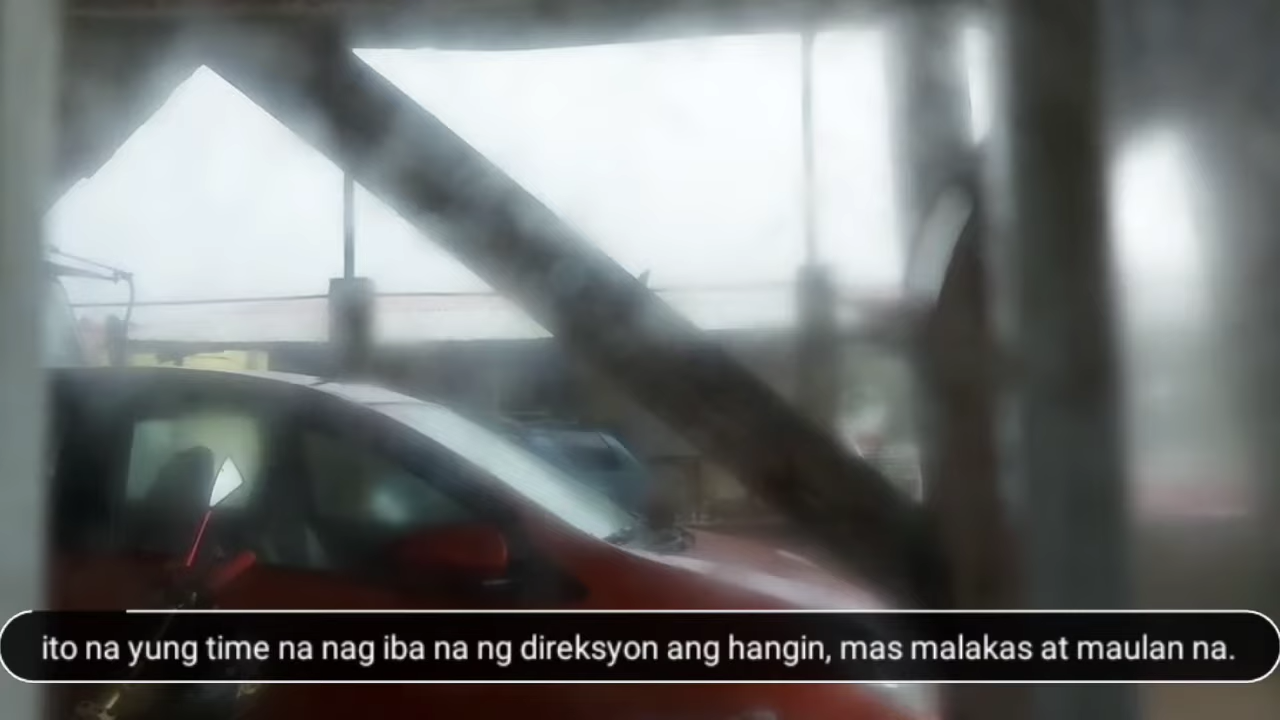 ito na yung time na nag iba na ng direksyon ang hangin, mas malakas at maulan na.